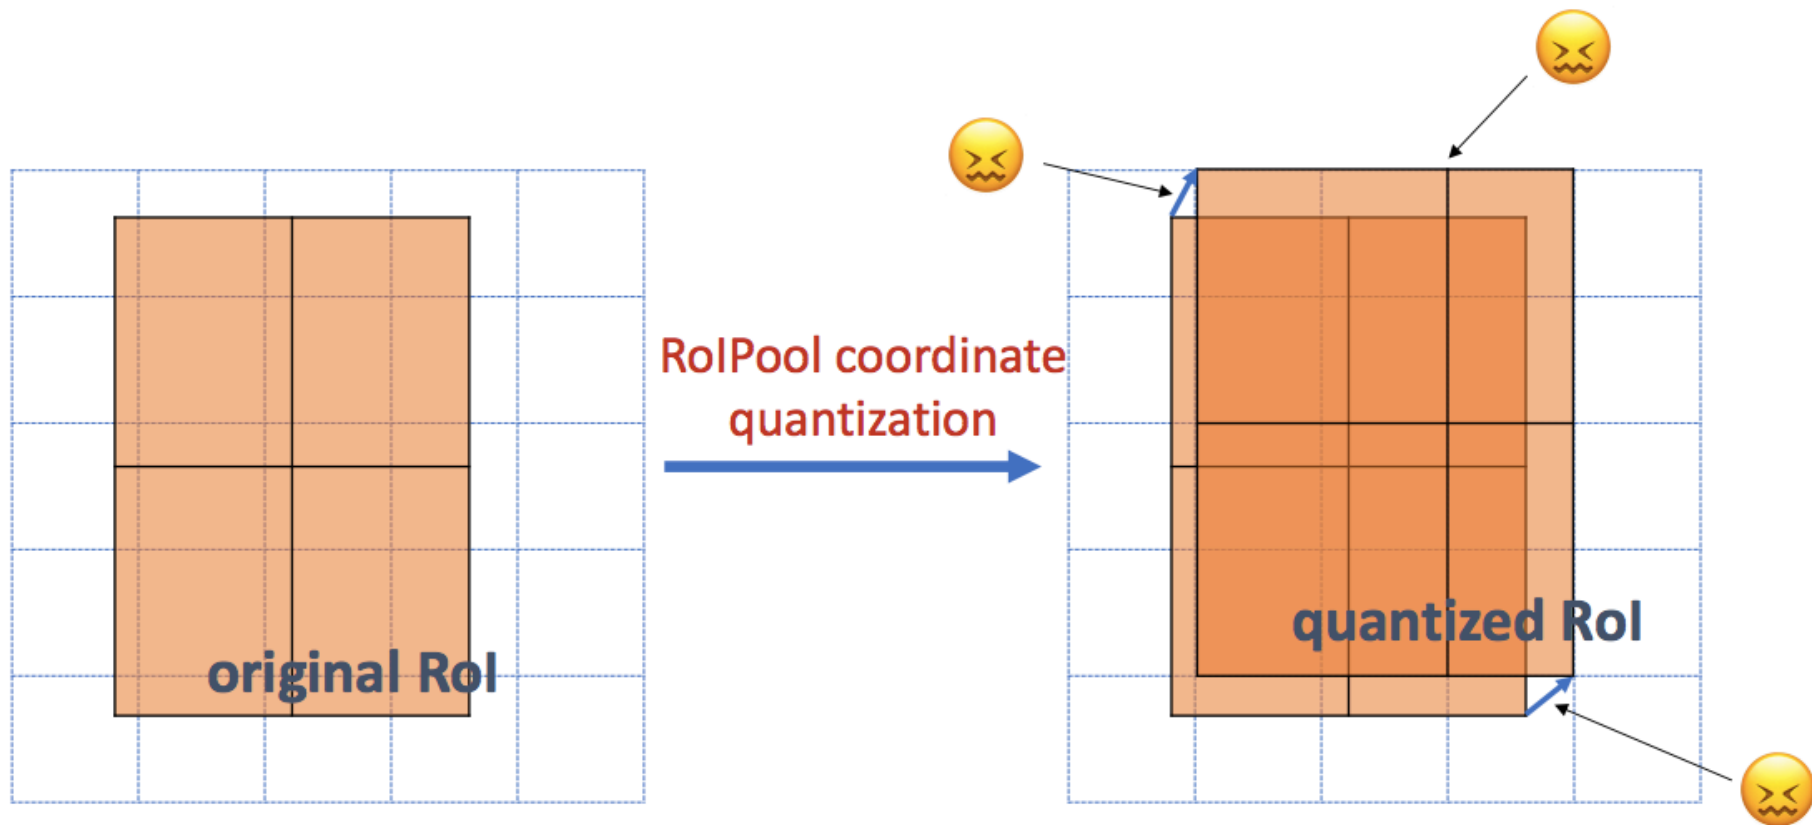 original RoI
RoIPool coordinate
quantization
quantized RoI